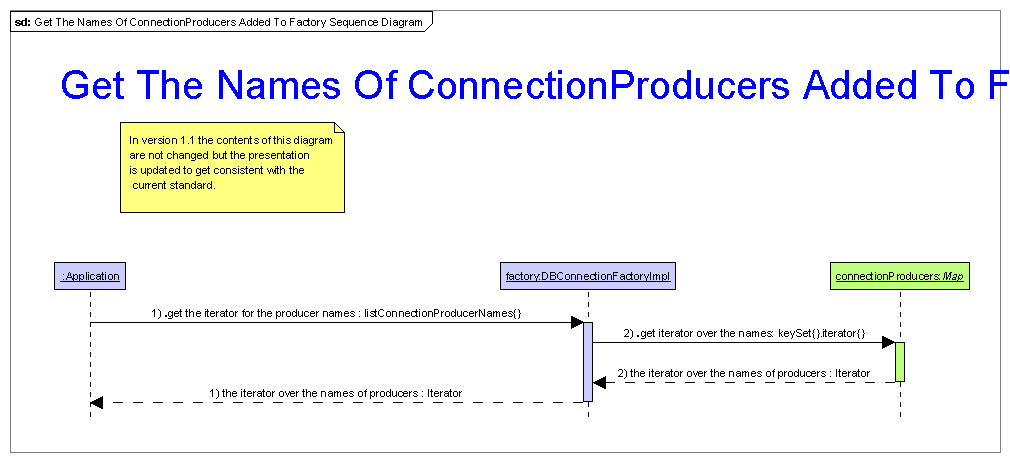 sd: Get The Names Of ConnectionProducers Added To Factory Sequence Diagram
Get The Names Of ConnectionProducers Added To F
In version 1.1 the contents of this diagram
are not changed but the presentation
is updated to get consistent with the
current standard.
:Application
factory:DBConnectionFactoryImpl
connectionProducers:Map
1) .get the iterator for the producer names : listConnectionProducerNames{}
2) .get iterator over the names: keySet{}.iterator{}
2) the iterator over the names of producers : Iterator
1) the iterator over the names of producers : Iterator